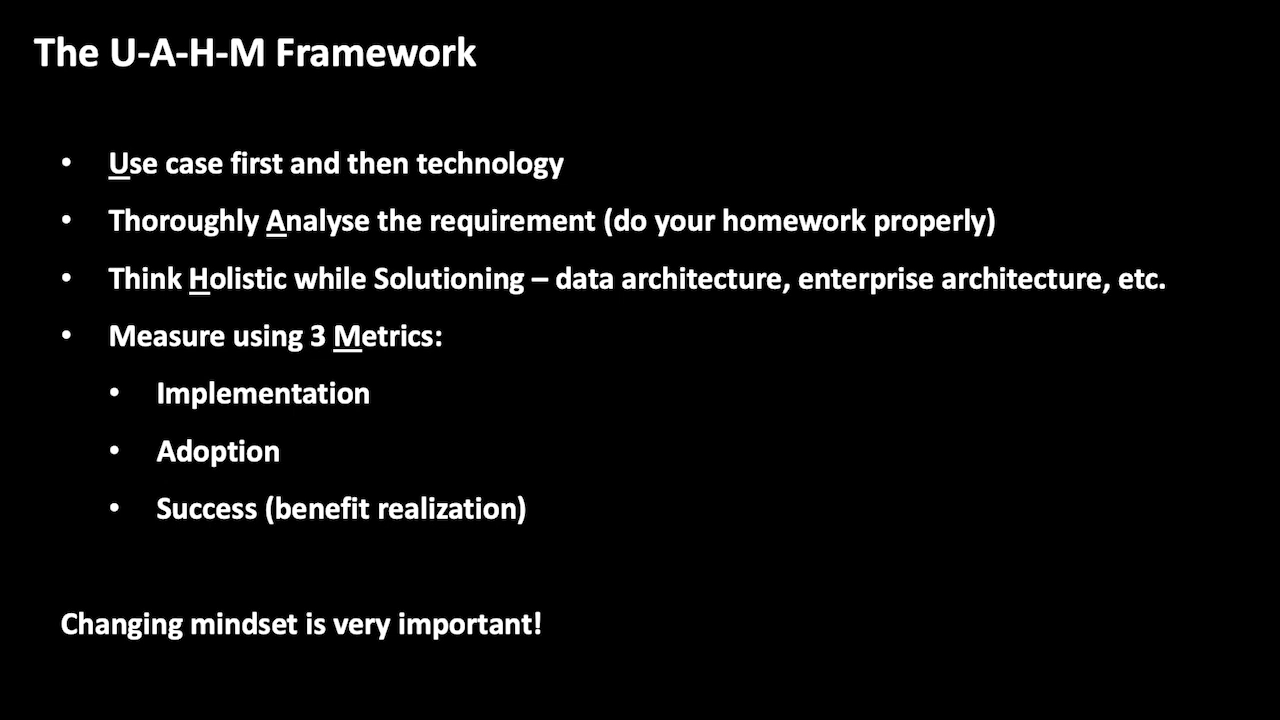 The U-A-H-M Framework
• Use case first and then technology
• Thoroughly Analyse the requirement (do your homework properly)
• Think Holistic while Solutioning – data architecture, enterprise architecture, etc.
• Measure using 3 Metrics:
• Implementation
• Adoption
• Success (benefit realization)
Changing mindset is very important!